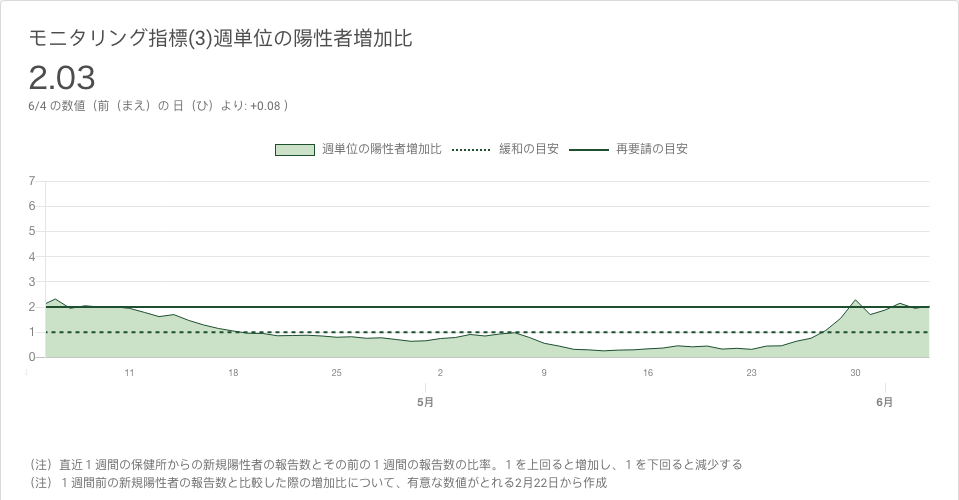 モニタリング指標(3)週単位の陽性者増加比
2.03
6/4 の数値（前（まえ）の 日（ひ）より: +0.08 ）
週単位の陽性者増加比 緩和の目安 再要請の目安
7
6
5
4
3
2
1
0
11 18 25 2 9 16 23 30
5月 6月
（注）直近１週間の保健所からの新規陽性者の報告数とその前の１週間の報告数の比率。１を上回ると増加し、１を下回ると減少する
（注）１週間前の新規陽性者の報告数と比較した際の増加比について、有意な数値がとれる2月22日から作成